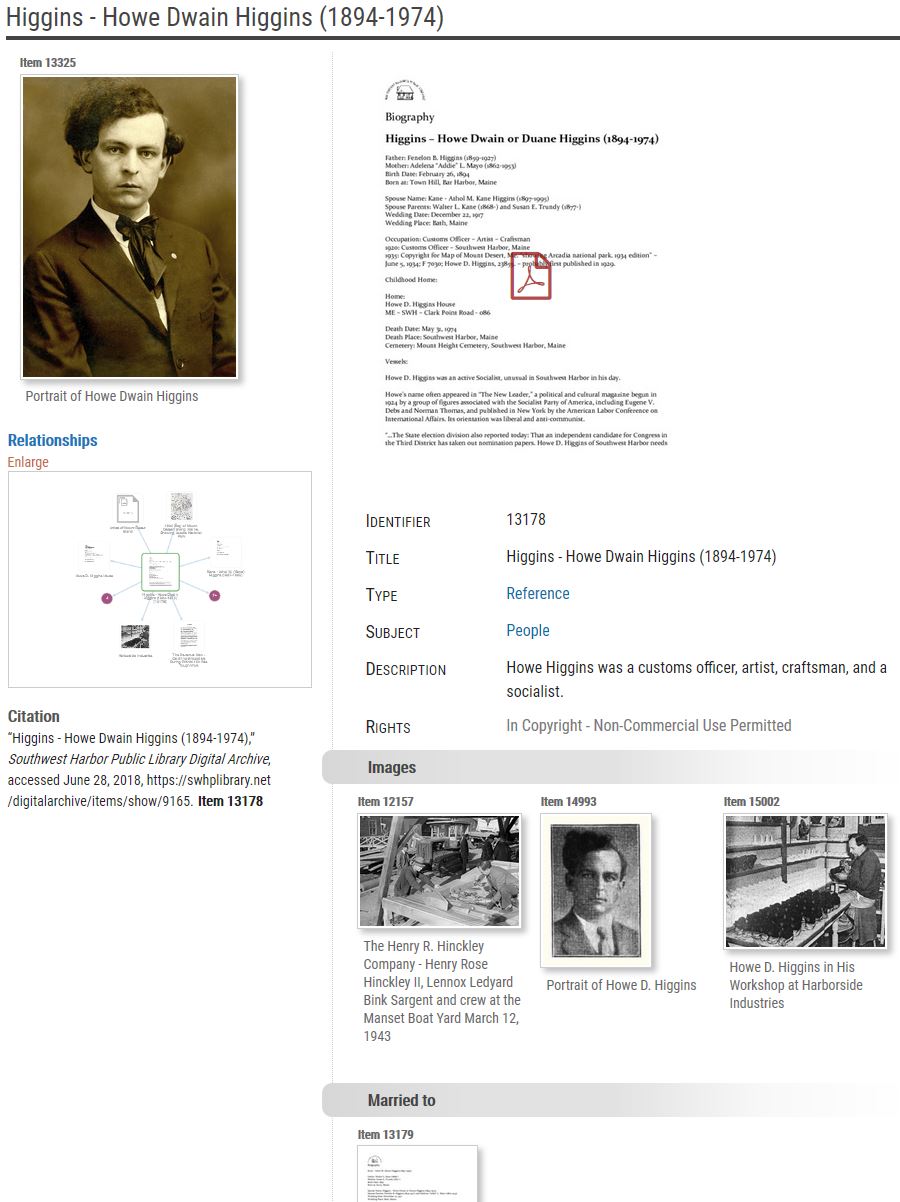 Higgins - Howe Dwain Higgins (1894-1974)
Item 13325
Portrait of Howe Dwain Higgins
Relationships
Enlarge
Citation
“Higgins - Howe Dwain Higgins (1894-1974),”
Southwest Harbor Public Library Digital Archive,
accessed June 28, 2018, https://swhplibrary.net
/digitalarchive/items/show/9165. Item 13178
Biography
Higgins – Howe Dwain or Duane Higgins (1894-1974)
Father: Fenelon B. Higgins (1859-1927)
Mother: Adelena "Addie" L. Mayo (1862-1953)
Birth Date: February 26, 1894
Born at: Town Hill, Bar Harbor, Maine
Spouse Name: Kane - Athol M. Kane Higgins (1897-1995)
Spouse Parents: Walter L. Kane (1868-) and Susan E. Trundy (1877-)
Wedding Date: December 22, 1917
Wedding Place: Bath, Maine
Occupation: Customs Officer – Artist – Craftsman
1920: Customs Officer – Southwest Harbor, Maine
1935: Copyright for Map of Mount Desert, Me. "showing Arcadia national park, 1934 edition" –
June 5, 1934; F 7030; Howe D. Higgins, – probably first published in 1929.
Childhood Home:
Home:
Howe D. Higgins House
ME – SWH – Clark Point Road - 086
Death Date: May 31, 1974
Death Place: Southwest Harbor, Maine
Cemetery: Mount Height Cemetery, Southwest Harbor, Maine
Vessels:
Howe D. Higgins was an active Socialist, unusual in Southwest Harbor in his day.
Howe's name often appeared in "The New Leader," a political and cultural magazine begun in
1924 by a group of figures associated with the Socialist Party of America, including Eugene V.
Debs and Norman Thomas, and published in New York by the American Labor Conference on
International Affairs. Its orientation was liberal and anti-communist.
"...The State election division also reported today: That an independent candidate for Congress in
the Third District has taken out nomination papers. Howe D. Higgins of Southwest Harbor needs
IDENTIFIER 13178
TITLE Higgins - Howe Dwain Higgins (1894-1974)
TYPE Reference
SUBJECT People
DESCRIPTION Howe Higgins was a customs officer, artist, craftsman, and a
socialist.
RIGHTS In Copyright - Non-Commercial Use Permitted
Images
Item 12157
The Henry R. Hinckley
Company - Henry Rose
Hinckley II, Lennox Ledyard
Bink Sargent and crew at the
Manset Boat Yard March 12,
1943
Item 14993
Portrait of Howe D. Higgins
Item 15002
Howe D. Higgins in His
Workshop at Harborside
Industries
Married to
Item 13179